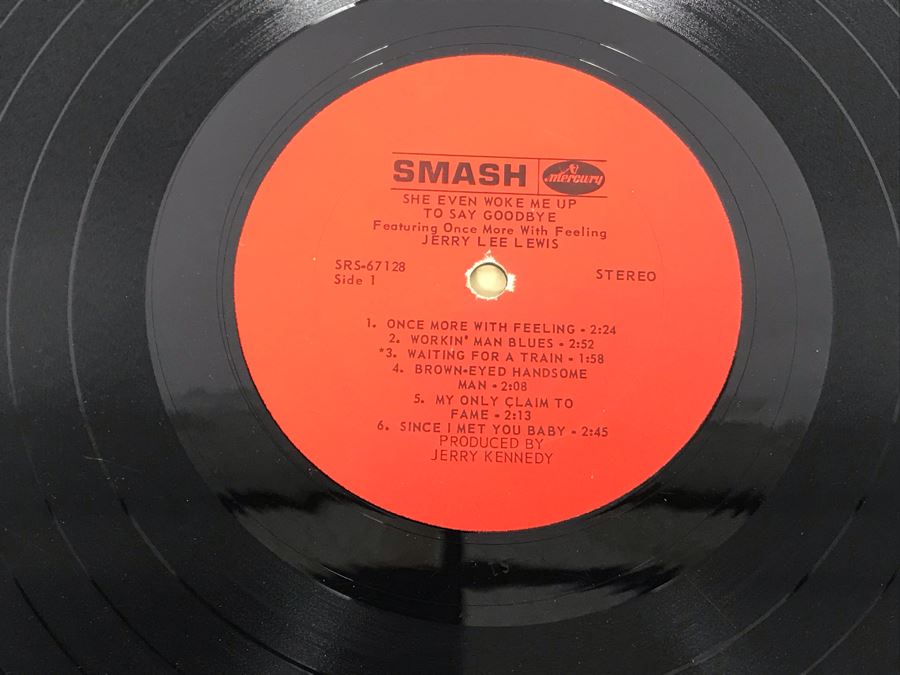 SMASH mercury
SHE EVEN WOKE ME UP
TO SAY GOODBYE
Featuring Once More With Feeling
JERRY LEE LEWIS
SRS-67128
Side 1
STEREO
1. ONCE MORE WITH FEELING - 2:24
2. WORKIN' MAN BLUES - 2:52
*3. WAITING FOR A TRAIN - 1:58
4. BROWN-EYED HANDSOME
MAN - 2:08
5. MY ONLY CLAIM TO
FAME - 2:13
6. SINCE I MET YOU BABY - 2:45
PRODUCED BY
JERRY KENNEDY